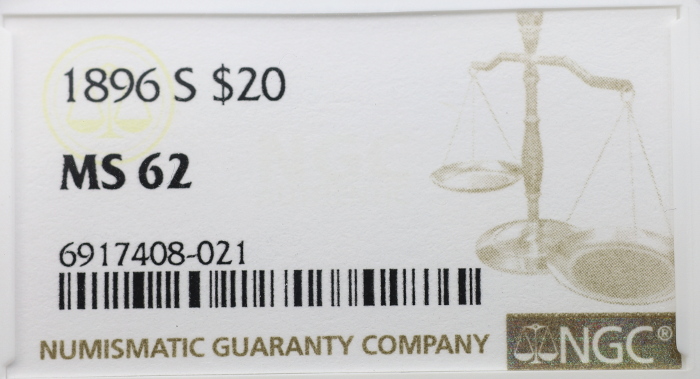 1896 S $20
MS 62
6917408-021
NUMISMATIC GUARANTY COMPANY
NGC®